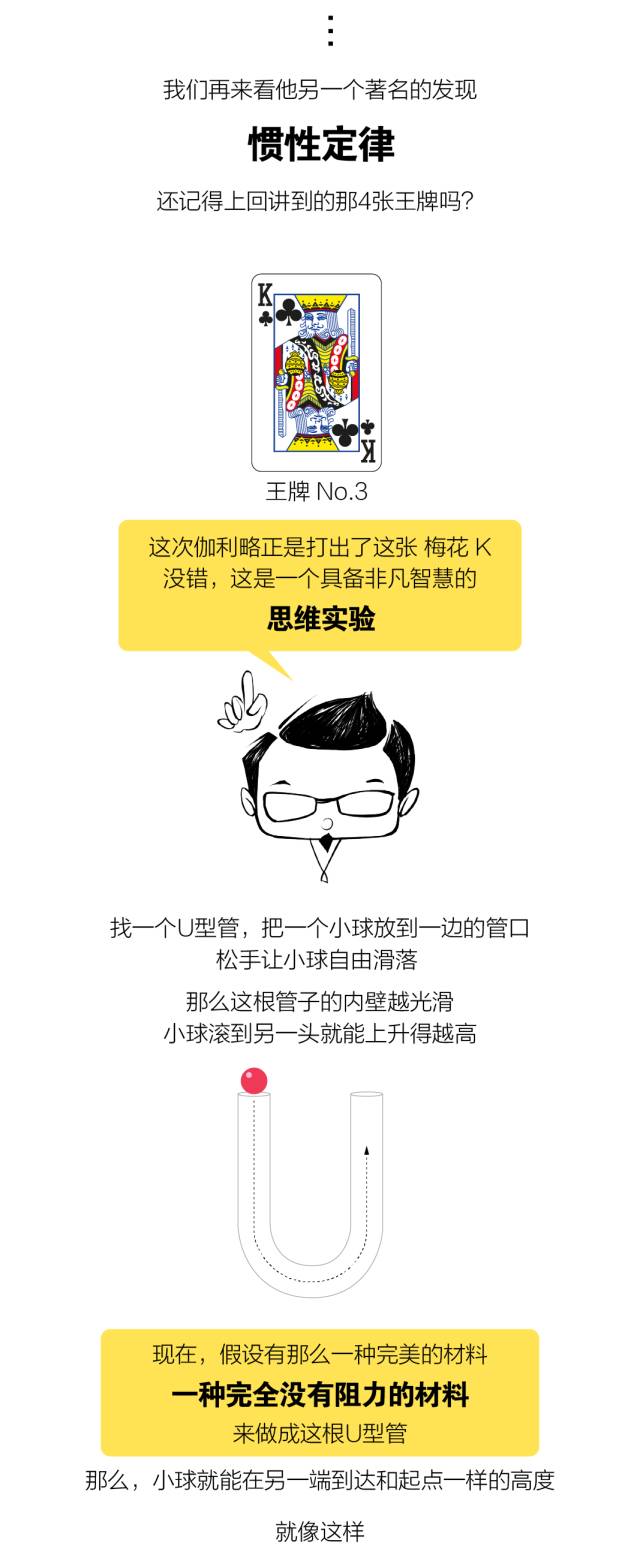 我们再来看他另一个著名的发现
惯性定律
还记得上回讲到的那4张王牌吗？
K
K
王牌 No.3
这次伽利略正是打出了这张 梅花 K
没错，这是一个具备非凡智慧的
思维实验
找一个U型管，把一个小球放到一边的管口
松手让小球自由滑落
那么这根管子的内壁越光滑
小球滚到另一头就能上升得越高
现在，假设有那么一种完美的材料
一种完全没有阻力的材料
来做成这根U型管
那么，小球就能在另一端到达和起点一样的高度
就像这样